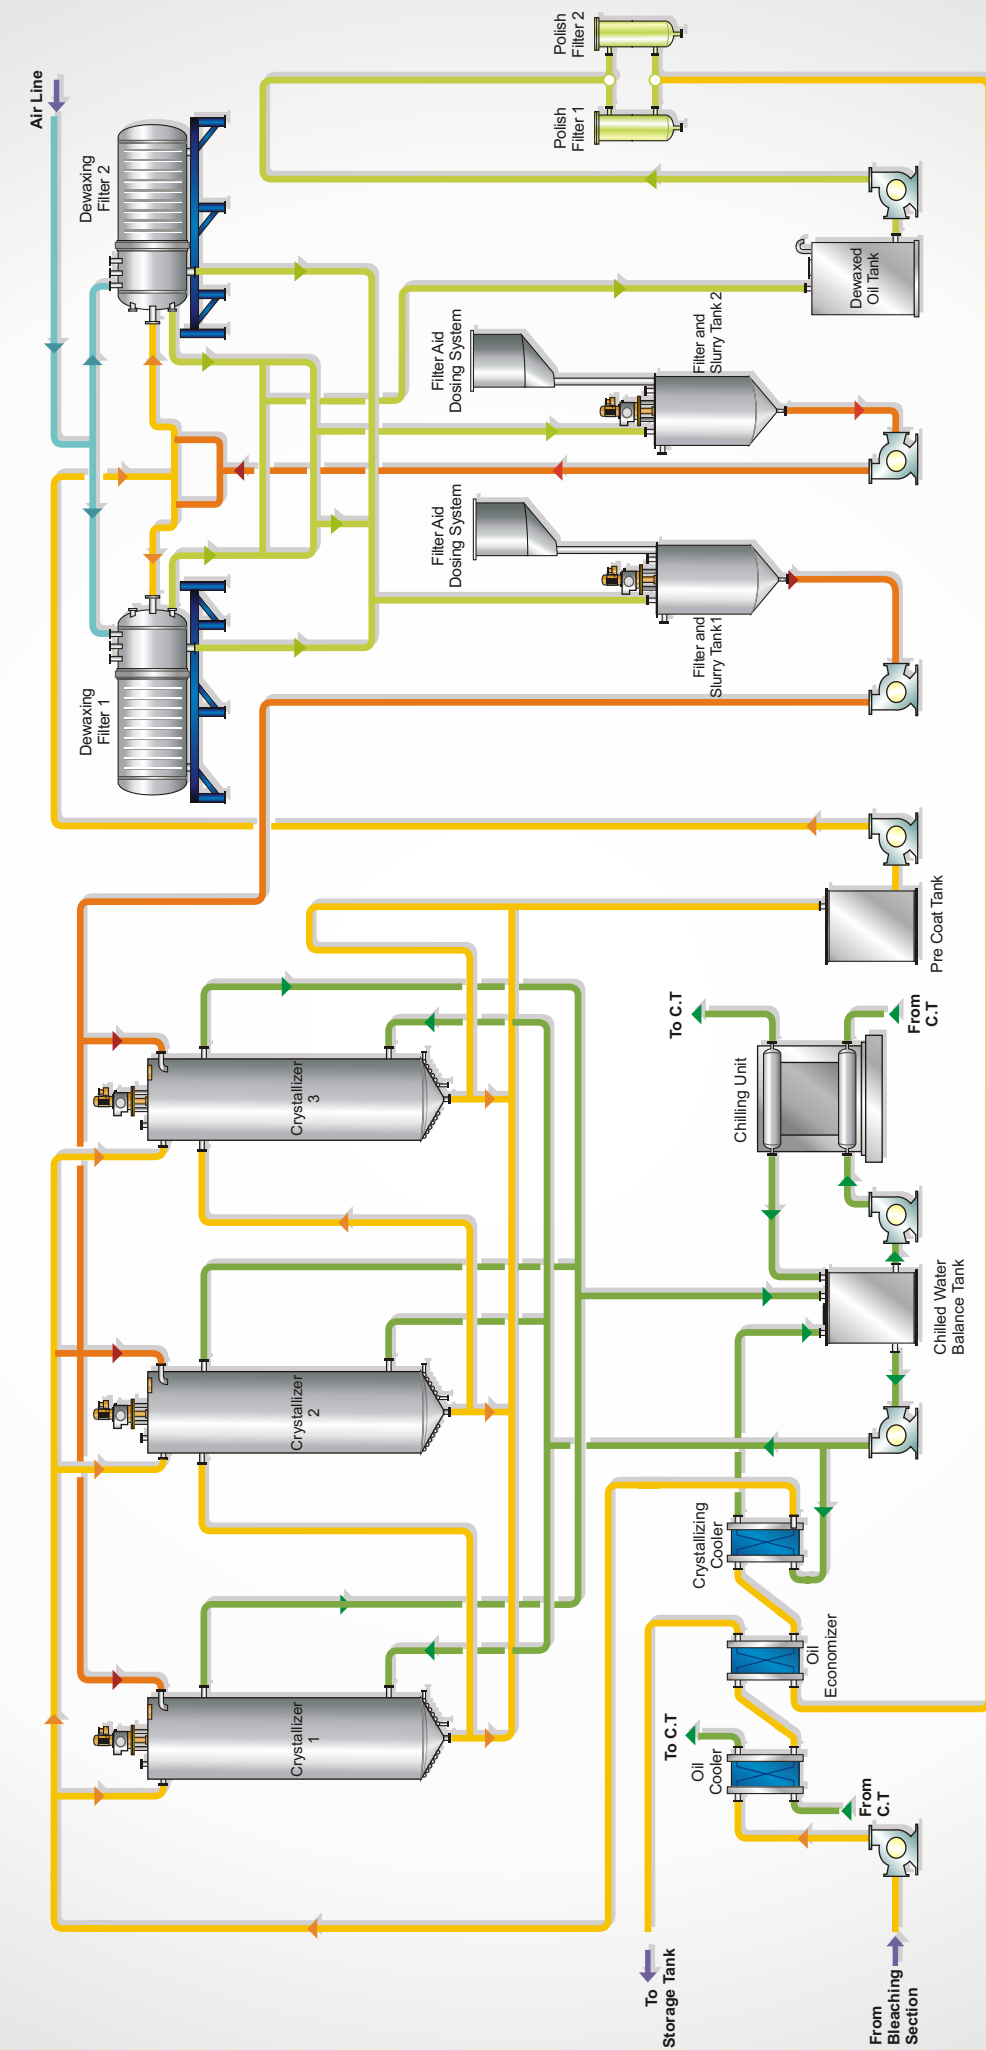 Air Line
Dewaxing
Filter 2
Polish
Filter 2
Polish
Filter 1
Dewaxed
Oil Tank
Filter Aid
Dosing System
Filter and
Slurry Tank 2
Filter Aid
Dosing System
Filter and
Slurry Tank1
Dewaxing
Filter 1
Pre Coat Tank
To C.T
From
C.T
Chilling Unit
Crystallizer
3
Chilled Water
Balance Tank
Crystallizer
2
Crystallizing
Cooler
Oil
Economizer
Crystallizer
1
To C.T
Oil
Cooler
From
C.T
To
Storage Tank
From
Bleaching
Section